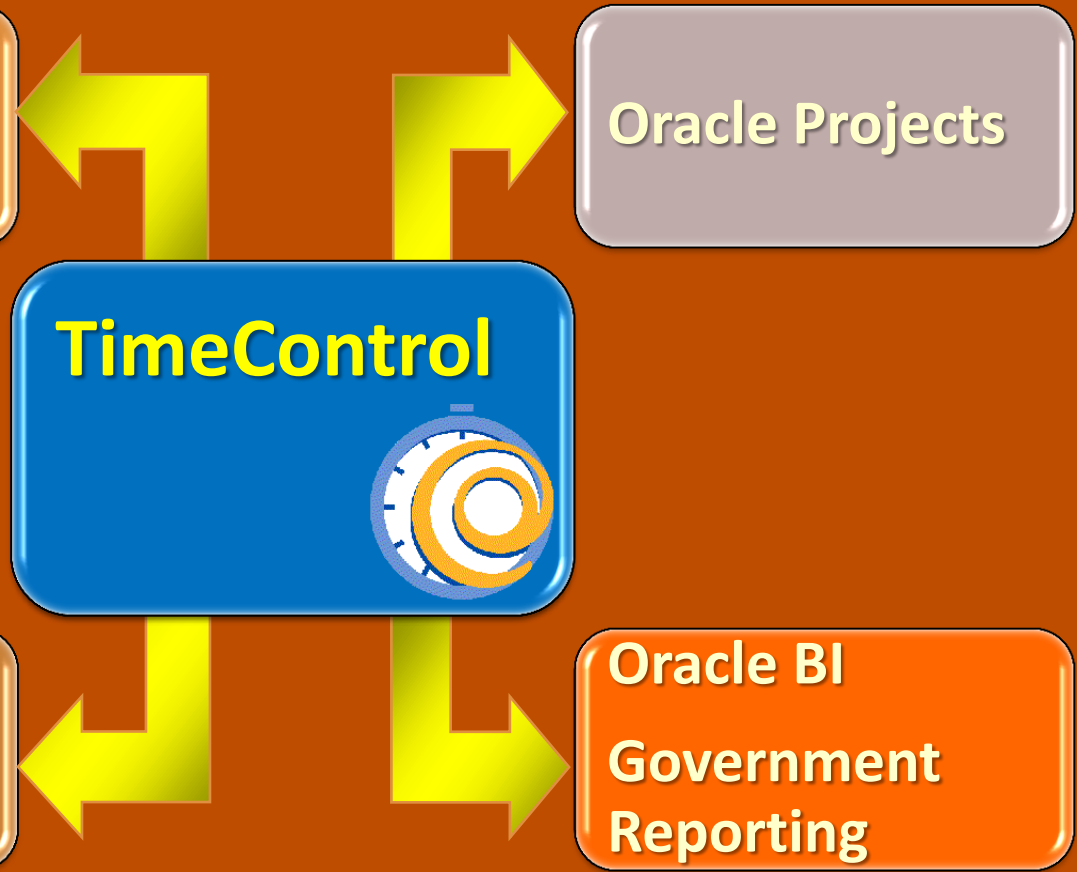 Oracle Projects
TimeControl
Oracle BI
Government
Reporting